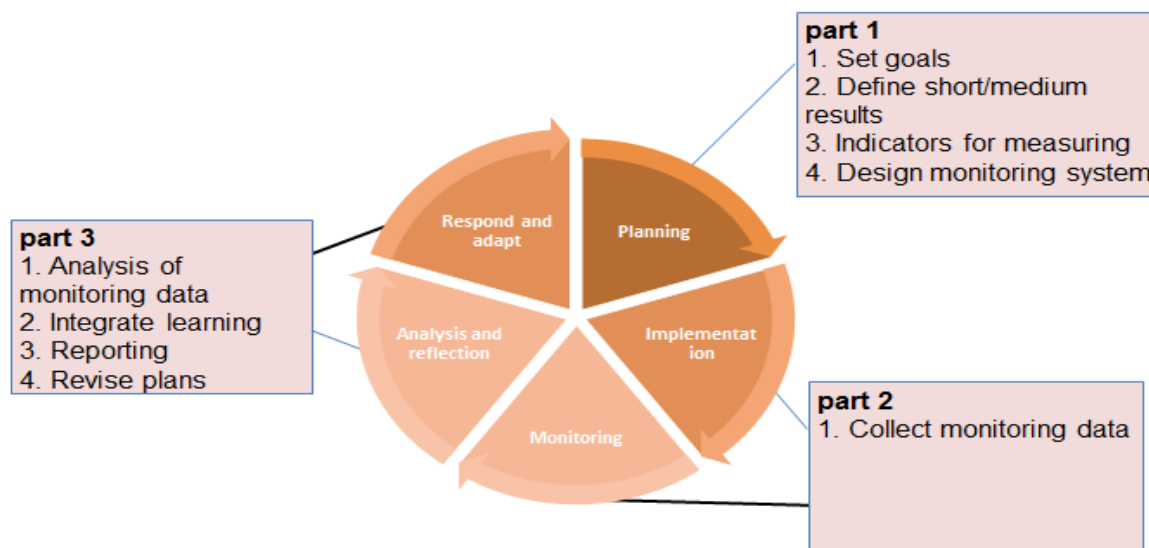 part 1
1. Set goals
2. Define short/medium
results
3. Indicators for measuring
4. Design monitoring system
Respond and
adapt
Planning
part 3
1. Analysis of
monitoring data
2. Integrate learning
3. Reporting
4. Revise plans
Analysis and
reflection
Implementat
ion
Monitoring
part 2
1. Collect monitoring data